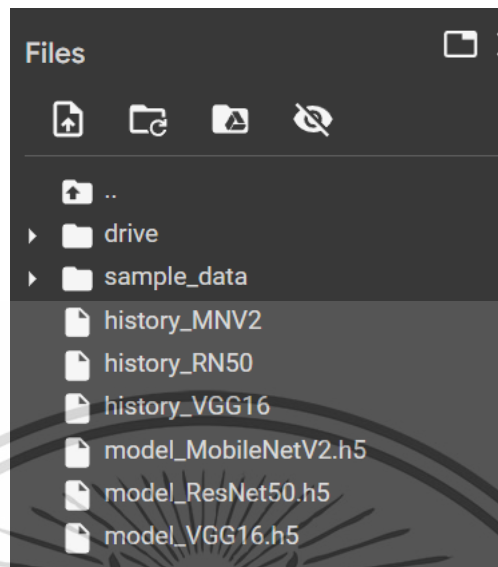 Files
..
drive
sample_data
history_MNV2
history_RN50
history_VGG16
model_MobileNetV2.h5
model_ResNet50.h5
model_VGG16.h5